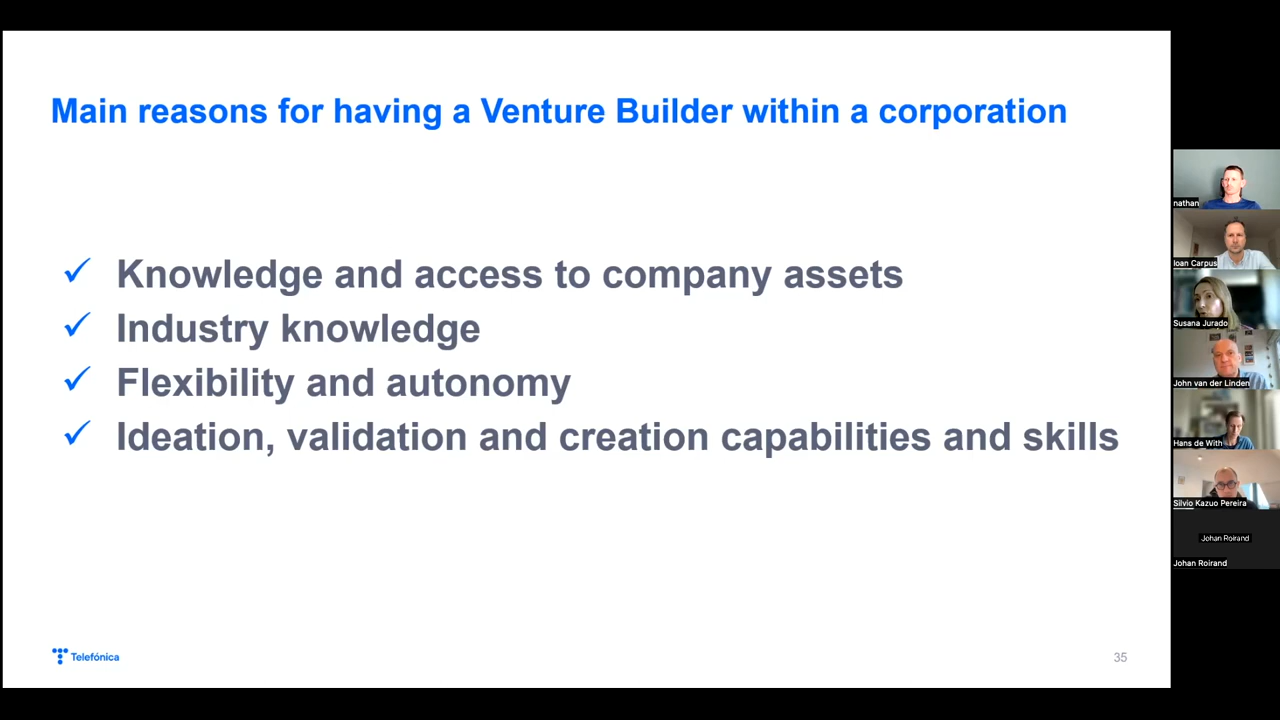 Main reasons for having a Venture Builder within a corporation
✓ Knowledge and access to company assets
✓ Industry knowledge
✓ Flexibility and autonomy
✓ Ideation, validation and creation capabilities and skills
Telefónica
35
nathan
Ioan Carpus
Susana Jurado
John van der Linden
Hans de With
Silvio Kazuo Pereira
Johan Roirand
Johan Roirand